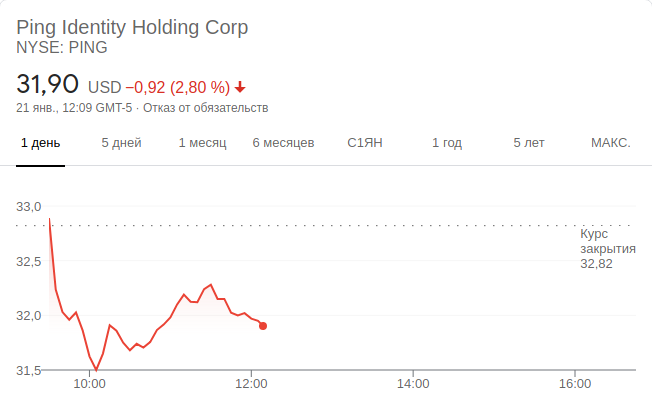 Ping Identity Holding Corp
NYSE: PING
31,90 USD −0,92 (2,80 %)
21 янв., 12:09 GMT-5 · Отказ от обязательств
1 день 5 дней 1 месяц 6 месяцев С1ЯН 1 год 5 лет МАКС.
33,0
Курс
закрытия
32,82
32,5
32,0
31,5
10:00 12:00 14:00 16:00